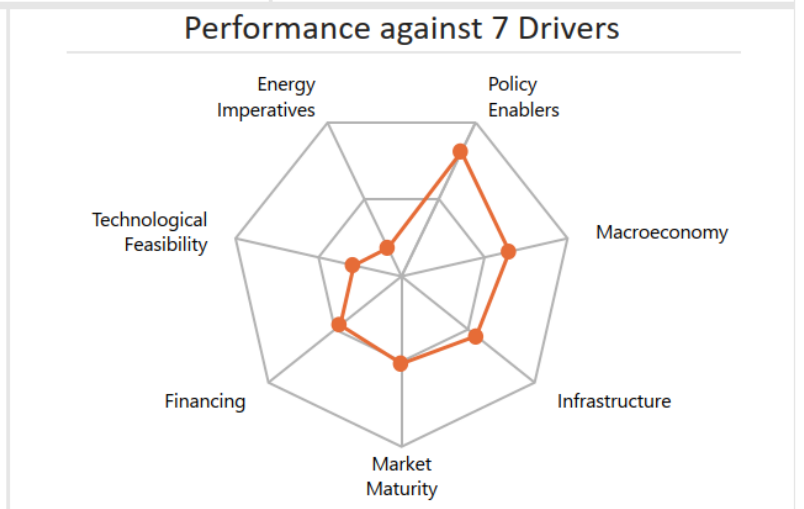 Performance against 7 Drivers
Energy
Imperatives
Policy
Enablers
Technological
Feasibility
Macroeconomy
Financing
Infrastructure
Market
Maturity